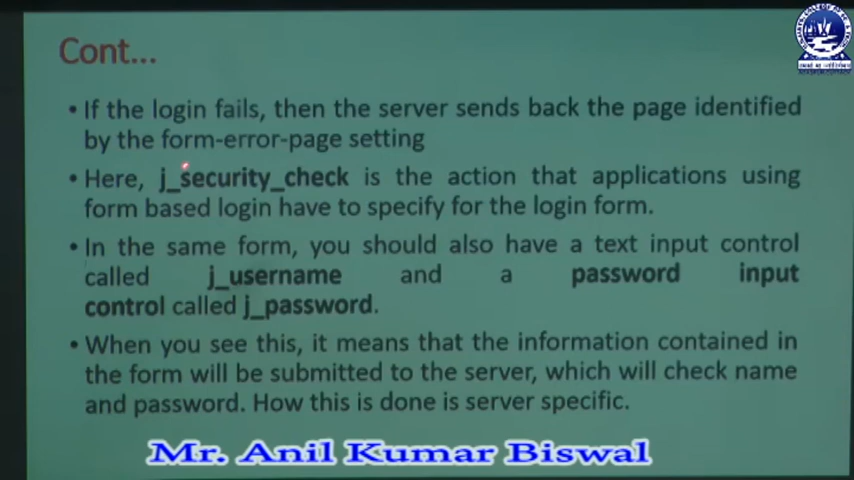 Cont...
• If the login fails, then the server sends back the page identified
by the form-error-page setting
• Here, j_security_check is the action that applications using
form based login have to specify for the login form.
• In the same form, you should also have a text input control
called j_username and a password input
control called j_password.
• When you see this, it means that the information contained in
the form will be submitted to the server, which will check name
and password. How this is done is server specific.
Mr. Anil Kumar Biswal